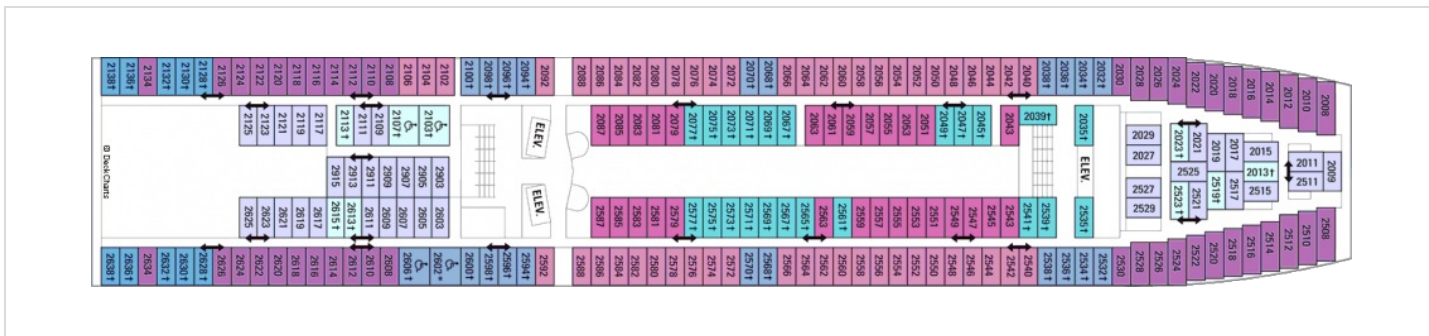 2138† 2136† 2134 2132† 2130† 2128† 2126 2124 2122 2120 2118 2116 2114 2112 2110 2108 2106 2104 2102 2100† 2098† 2096† 2094† 2092 2088 2086 2084 2082 2080 2078 2076 2074 2072 2070† 2068† 2066 2064 2062 2060 2058 2056 2054 2052 2050 2048 2046 2044 2042 2040 2038† 2036† 2034† 2032† 2030 2028 2026 2024 2022 2020 2018 2016 2014 2012 2010 2008
2125 2123 2121 2119 2117 2113† 2111 2109 2107† 2103† ELEV. 2087 2085 2083 2081 2079 2077† 2075† 2073† 2071† 2069† 2067† 2063 2061 2059 2057 2055 2053 2051 2049† 2047† 2045† 2043 2039† 2035† 2029 2023† 2021 2019 2017 2015
2027 2011 2009
© DeckCharts 2915 2913 2911 2909 2907 2905 2903 ELEV. 2525 2013†
2527 2511
2625 2623 2621 2619 2617 2615† 2613† 2611 2609 2607 2605 2603 ELEV. 2587 2585 2583 2581 2579 2577† 2575† 2573† 2571† 2569† 2567† 2565† 2563 2561† 2559 2557 2555 2553 2551 2549 2547 2545 2543 2541† 2539† 2535† 2529 2523† 2521 2519† 2517 2515
2638† 2636† 2634 2632† 2630† 2628† 2626 2624 2622 2620 2618 2616 2614 2612 2610 2608 2606† 2602* 2600† 2598† 2596† 2594† 2592 2588 2586 2584 2582 2580 2578 2576 2574 2572 2570† 2568† 2566 2564 2562 2560 2558 2556 2554 2552 2550 2548 2546 2544 2542 2540 2538† 2536† 2534† 2532† 2530 2528 2526 2524 2522 2520 2518 2516 2514 2512 2510 2508